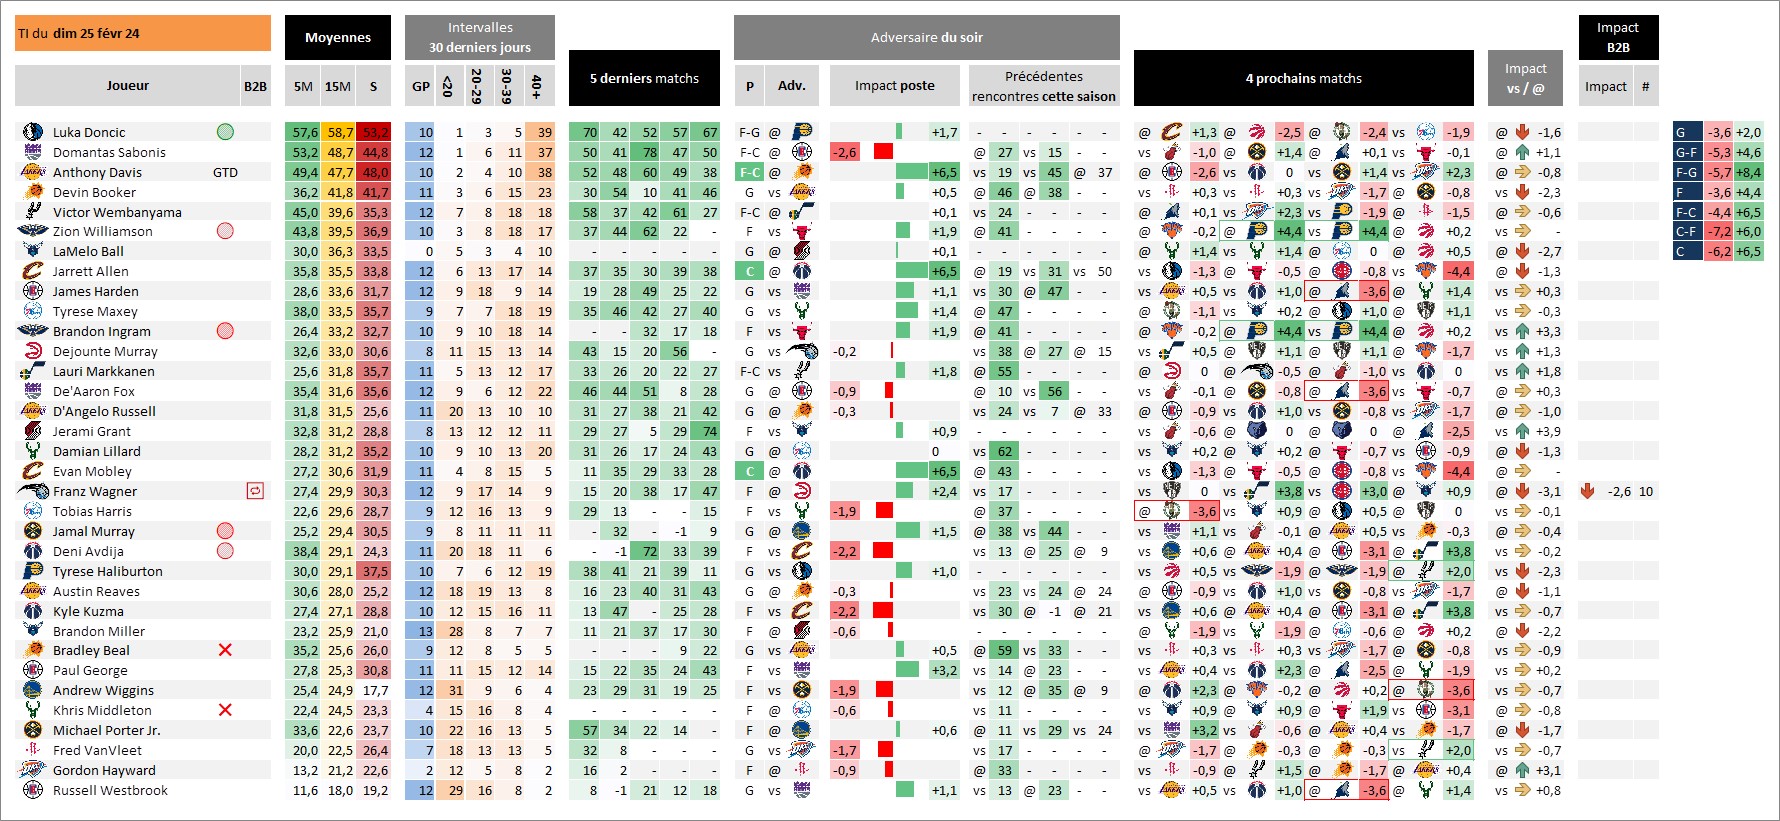 TI du dim 25 févr 24
Moyennes
Intervalles
30 derniers jours
5 derniers matchs
Adversaire du soir
4 prochains matchs
Impact vs / @
Impact B2B
Joueur B2B 5M 15M S GP <20 20-29 30-39 40+ P Adv. Impact poste Précédentes rencontres cette saison Impact #
Luka Doncic 57,6 58,7 53,2 10 1 3 5 39 70 42 52 57 67 F-G @ +1,7 - - - - - - @ +1,3 @ -2,5 @ -2,4 vs -1,9 @ -1,6 G -3,6 +2,0
Domantas Sabonis 53,2 48,7 44,8 12 1 6 11 37 50 41 78 47 50 F-C @ -2,6 @ 27 vs 15 - - vs -1,0 @ +1,4 @ +0,1 vs -0,1 @ +1,1 G-F -5,3 +4,6
Anthony Davis GTD 49,4 47,7 48,0 10 2 4 10 38 52 48 60 49 38 F-C @ +6,5 vs 19 vs 45 @ 37 @ -2,6 vs 0 vs +1,4 vs +2,3 @ -0,8 F-G -5,7 +8,4
Devin Booker 36,2 41,8 41,7 11 3 6 15 23 30 54 10 41 46 G vs +0,5 @ 46 @ 38 - - vs +0,3 vs +0,3 vs -1,7 @ -0,8 vs -2,3 F -3,6 +4,4
Victor Wembanyama 45,0 39,6 35,3 12 7 8 18 18 58 37 42 61 27 F-C @ +0,1 vs 24 - - - - @ +0,1 vs +2,3 vs -1,9 @ -1,5 @ -0,6 F-C -4,4 +6,5
Zion Williamson 43,8 39,5 36,9 10 3 8 18 17 37 44 62 22 - F vs +1,9 @ 41 - - - - @ -0,2 @ +4,4 vs +4,4 @ +0,2 vs - C-F -7,2 +6,0
LaMelo Ball 30,0 36,3 33,5 0 5 3 4 10 - - - - - G @ +0,1 - - - - - - @ +1,4 vs +1,4 @ 0 @ +0,5 @ -2,7 C -6,2 +6,5
Jarrett Allen 35,8 35,5 33,8 12 6 13 17 14 37 35 30 39 38 C @ +6,5 @ 19 vs 31 vs 50 vs -1,3 @ -0,5 @ -0,8 vs -4,4 @ -1,3
James Harden 28,6 33,6 31,7 12 9 18 9 14 19 28 49 25 22 G vs +1,1 vs 30 @ 47 - - vs +0,5 vs +1,0 @ -3,6 @ +1,4 vs +0,3
Tyrese Maxey 38,0 33,5 35,7 9 7 7 18 19 35 46 42 27 40 G vs +1,4 @ 47 - - - - @ -1,1 vs +0,2 @ +1,0 @ +1,1 vs -0,1
Brandon Ingram 26,4 33,2 32,7 10 9 10 18 14 - - 32 17 18 F vs +1,9 @ 41 - - - - @ -0,2 @ +4,4 vs +4,4 @ +0,2 vs +3,3
Dejounte Murray 32,6 33,0 30,6 8 11 15 13 14 43 15 20 56 - G vs -0,2 vs 38 @ 27 @ 15 vs +0,5 @ +1,1 @ +1,1 @ -1,7 vs +1,3
Lauri Markkanen 25,6 31,8 35,7 11 5 13 12 17 33 26 20 22 27 F-C vs +1,8 @ 55 - - - - @ 0 @ -0,5 @ -1,0 vs 0 vs +1,8
De'Aaron Fox 35,4 31,6 35,6 12 9 6 12 22 46 44 51 8 28 G @ -0,9 @ 10 vs 56 - - vs -0,1 @ -0,8 @ -3,6 vs -0,7 @ +0,3
D'Angelo Russell 31,8 31,5 25,6 11 20 13 10 10 31 27 38 21 42 G @ -0,3 vs 24 vs 7 @ 33 @ -0,9 vs +1,0 vs -0,8 vs -1,7 @ -1,0
Jerami Grant 32,8 31,2 28,8 8 13 12 12 11 29 27 5 29 74 F vs +0,9 - - - - - - vs -0,6 @ 0 @ 0 @ -2,5 vs +3,9
Damian Lillard 28,2 31,2 35,2 11 9 10 13 20 31 26 17 24 43 G @ 0 vs 62 - - - - vs +0,2 @ +0,2 @ -1,7 vs -0,9 @ -1,3
Evan Mobley 27,2 30,6 31,9 11 4 8 15 5 11 35 29 33 28 C @ +6,5 @ 43 - - - - vs -1,3 @ -0,5 @ -0,8 vs -4,4 @ -
Franz Wagner 27,4 29,9 30,3 12 9 17 14 9 15 20 38 17 47 F @ +2,4 vs 17 - - - - vs 0 vs +3,8 vs +3,0 @ +0,9 @ -3,1 -2,6 10
Tobias Harris 22,6 29,6 28,7 9 12 16 13 9 29 13 - - 15 F vs -1,9 @ 37 - - - - @ -3,6 vs +0,9 @ +0,5 @ 0 vs -0,1
Jamal Murray 25,2 29,4 30,5 9 8 11 11 11 - 32 - -1 9 G @ +1,5 @ 38 vs 44 - - vs +1,1 vs -0,1 @ +0,5 vs -0,3 @ -0,4
Deni Avdija 38,4 29,1 24,3 11 20 18 11 6 - -1 72 33 39 F vs -2,2 vs 13 @ 25 @ 9 vs +0,6 @ +0,4 @ -3,1 @ +3,8 vs -0,2
Tyrese Haliburton 30,0 29,1 37,5 10 7 6 12 19 38 41 21 39 11 G vs +1,0 - - - - - - vs +0,5 vs -1,9 @ -1,9 @ +2,0 vs -2,3
Austin Reaves 30,6 28,0 25,2 12 18 19 13 8 16 23 40 31 43 G @ -0,3 vs 23 vs 24 @ 24 @ -0,9 vs +1,0 vs -0,8 vs -1,7 @ -1,1
Kyle Kuzma 27,4 27,1 28,8 10 12 15 16 11 13 47 - 25 28 F vs -2,2 vs 30 @ -1 @ 21 vs +0,6 @ +0,4 @ -3,1 @ +3,8 vs -0,7
Brandon Miller 23,2 25,9 21,0 13 28 8 7 7 11 21 37 17 30 F @ -0,6 - - - - - - @ -1,9 vs -1,9 @ -0,6 @ +0,2 @ -2,2
Bradley Beal 35,2 25,6 26,0 9 12 8 5 5 - - - 9 22 G vs +0,5 @ 59 vs 33 - - vs +0,3 vs +0,3 vs -1,7 @ -0,8 vs -0,9
Paul George 27,8 25,3 30,8 11 11 15 12 14 15 22 35 24 43 F vs +3,2 vs 14 @ 23 - - vs +0,4 vs +2,3 @ -2,5 @ -1,9 vs +0,2
Andrew Wiggins 25,4 24,9 17,7 12 31 9 6 4 23 29 31 19 25 F vs -1,9 vs 12 @ 35 @ 9 @ +2,3 @ -0,2 @ +0,2 @ -3,6 vs -0,7
Khris Middleton 22,4 24,5 23,3 4 15 16 8 4 - - - - - F @ -0,6 vs 11 - - - - vs +0,9 @ +0,9 @ +1,9 vs -3,1 @ -0,8
Michael Porter Jr. 33,6 22,6 23,7 10 22 16 13 5 57 34 22 14 - F @ +0,6 @ 11 vs 29 vs 24 vs +3,2 vs -0,6 @ +0,4 vs -1,7 @ -1,7
Fred VanVleet 20,0 22,5 26,4 7 18 13 13 5 32 8 - - - G vs -1,7 vs 17 - - - - @ -1,7 @ -0,3 @ -0,3 vs +2,0 vs -0,7
Gordon Hayward 13,2 21,2 22,6 2 12 5 8 2 16 2 - - - F @ -0,9 @ 33 - - - - vs -0,9 @ +1,5 @ -1,7 @ +0,4 @ +3,1
Russell Westbrook 11,6 18,0 19,2 12 29 16 8 2 8 -1 21 12 18 G vs +1,1 vs 13 @ 23 - - vs +0,5 vs +1,0 @ -3,6 @ +1,4 vs +0,8